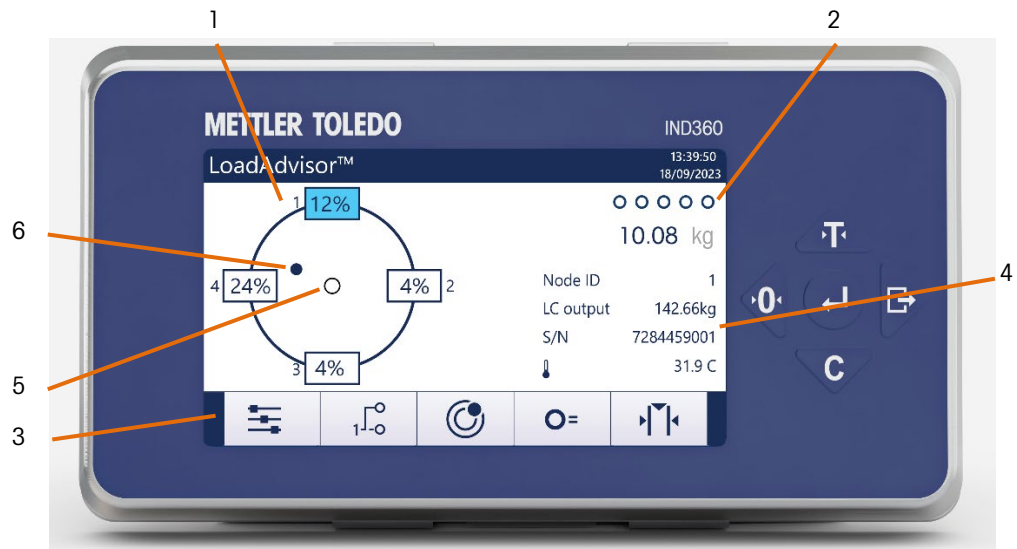 1
2
METTLER TOLEDO
IND360
LoadAdvisor™
13:39:50
18/09/2023
1 12%
10.08 kg
6
T
4 24%
4% 2
Node ID 1
4
LC output 142.66kg
0
S/N 7284459001
5
3 4%
31.9 C
C
3
1